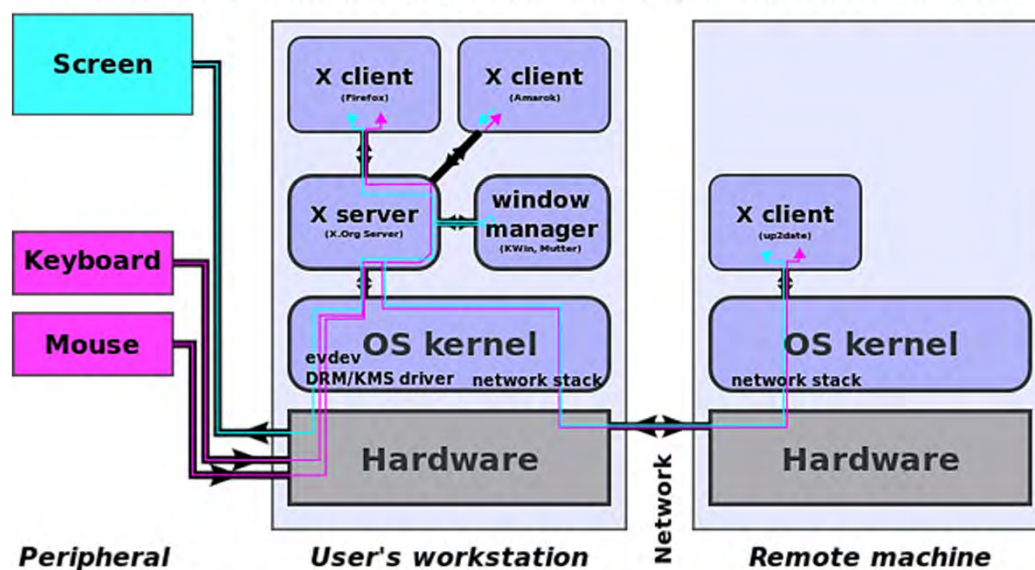 Screen
Keyboard
Mouse
Peripheral
X client
(Firefox)
X client
(Amarok)
X server
(X.Org Server)
window
manager
(KWin, Mutter)
OS kernel
evdev
DRM/KMS driver
network stack
Hardware
User's workstation
Network
X client
(up2date)
OS kernel
network stack
Hardware
Remote machine